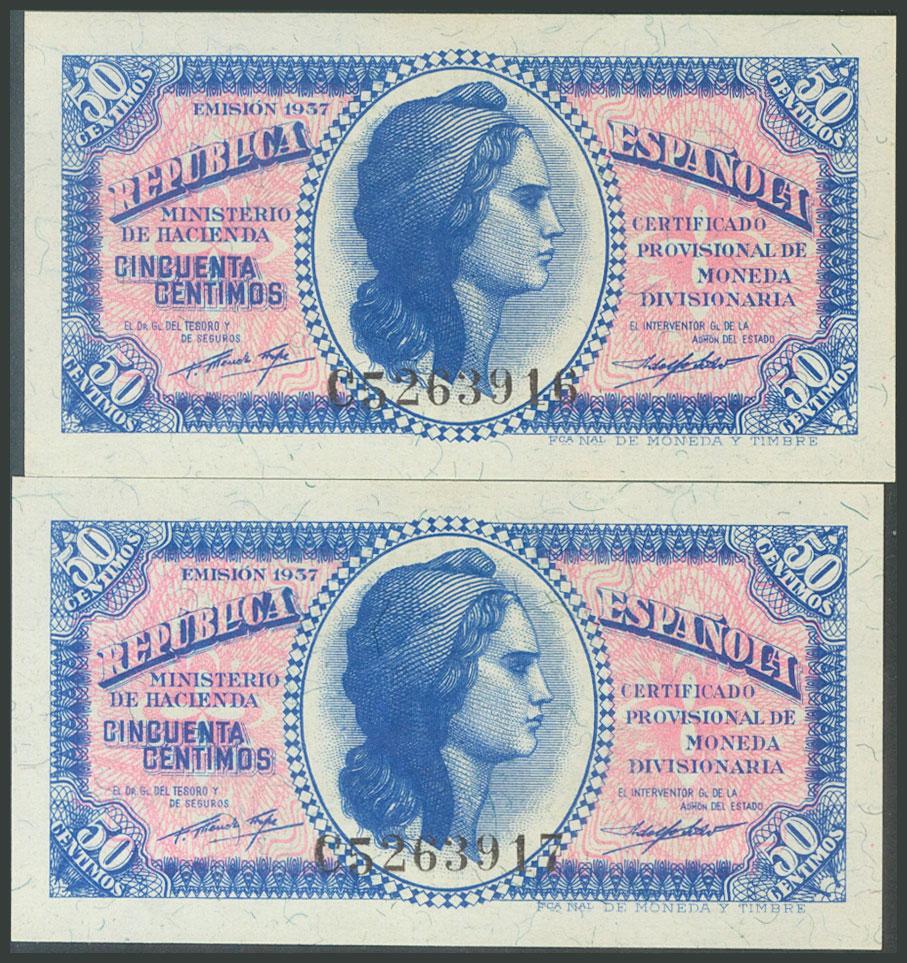 50 CENTIMOS
50 CENTIMOS
EMISIÓN 1937
REPÚBLICA ESPAÑOLA
MINISTERIO
DE HACIENDA
CINCUENTA
CÉNTIMOS
CERTIFICADO
PROVISIONAL DE
MONEDA
DIVISIONARIA
EL DR. GL. DEL TESORO Y
DE SEGUROS
EL INTERVENTOR GL. DE LA
ADMON DEL ESTADO
50 CENTIMOS
C5263916
50 CENTIMOS
FCA NAL DE MONEDA Y TIMBRE
50 CENTIMOS
50 CENTIMOS
EMISIÓN 1937
REPÚBLICA ESPAÑOLA
MINISTERIO
DE HACIENDA
CINCUENTA
CÉNTIMOS
CERTIFICADO
PROVISIONAL DE
MONEDA
DIVISIONARIA
EL DR. GL. DEL TESORO Y
DE SEGUROS
EL INTERVENTOR GL. DE LA
ADMON DEL ESTADO
50 CENTIMOS
C5263917
50 CENTIMOS
FCA NAL DE MONEDA Y TIMBRE